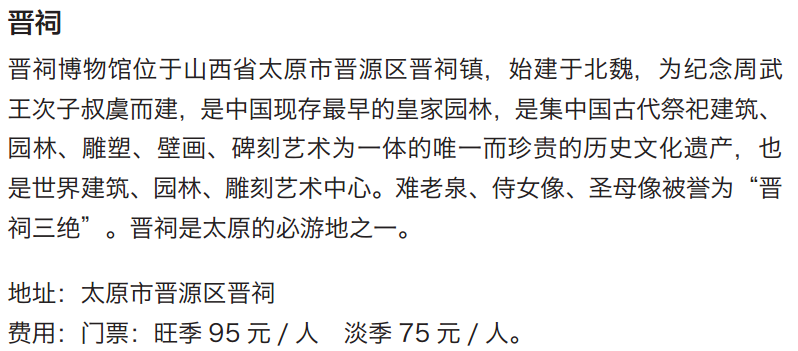 晋祠
晋祠博物馆位于山西省太原市晋源区晋祠镇，始建于北魏，为纪念周武
王次子叔虞而建，是中国现存最早的皇家园林，是集中国古代祭祀建筑、
园林、雕塑、壁画、碑刻艺术为一体的唯一而珍贵的历史文化遗产，也
是世界建筑、园林、雕刻艺术中心。难老泉、侍女像、圣母像被誉为“晋
祠三绝”。晋祠是太原的必游地之一。
地址：太原市晋源区晋祠
费用：门票：旺季 95 元 / 人　淡季 75 元 / 人。